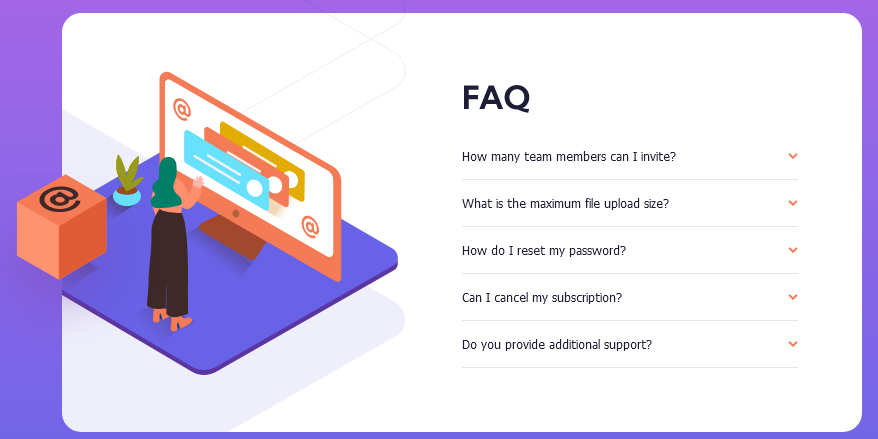 FAQ
How many team members can I invite?
What is the maximum file upload size?
How do I reset my password?
Can I cancel my subscription?
Do you provide additional support?
@
@
@